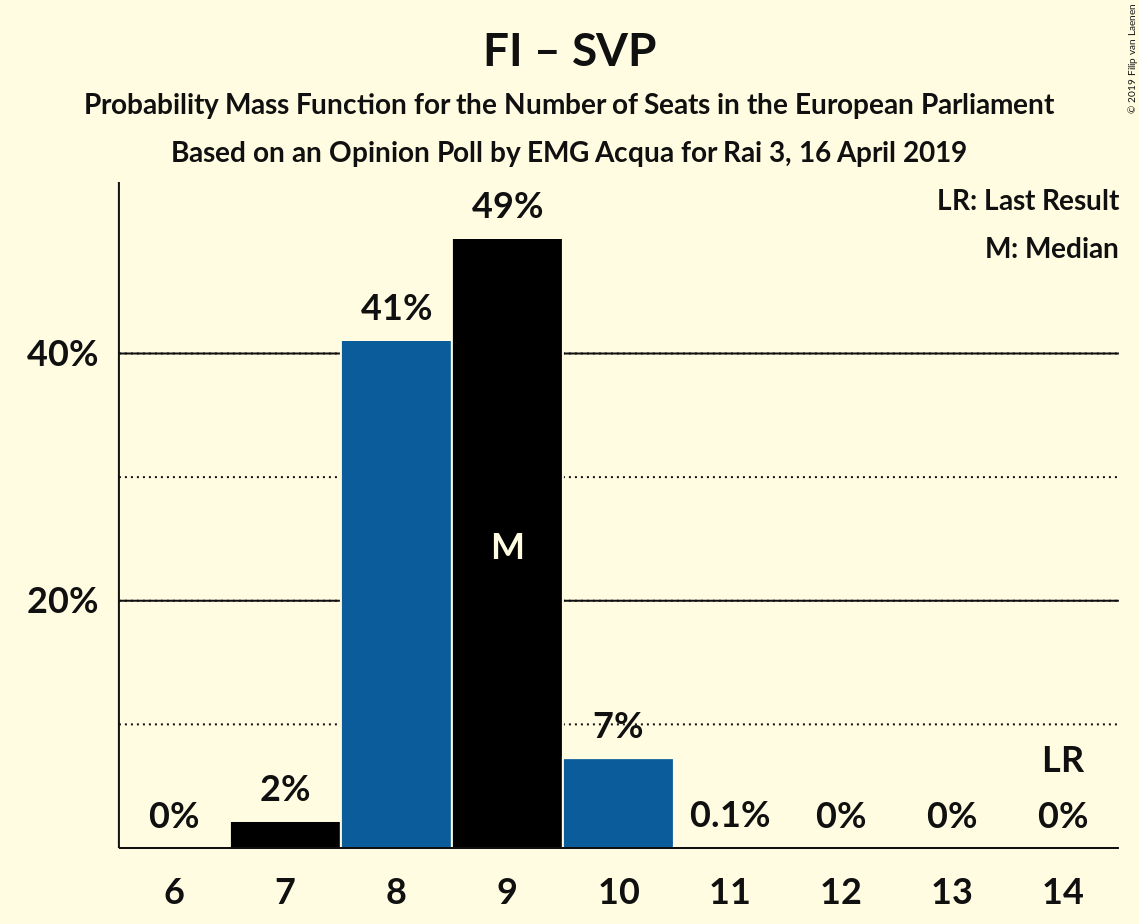 FI – SVP
Probability Mass Function for the Number of Seats in the European Parliament
Based on an Opinion Poll by EMG Acqua for Rai 3, 16 April 2019
© 2019 Filip van Laenen
LR: Last Result
M: Median
49%
41%
40%
M
20%
7%
LR
2%
0%
0.1%
0%
0%
0%
6
7
8
9
10
11
12
13
14